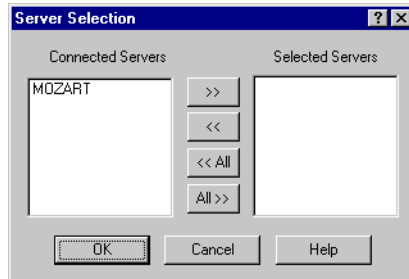 Server Selection
Connected Servers Selected Servers
MOZART
>>
<<
<< All
All >>
OK Cancel Help